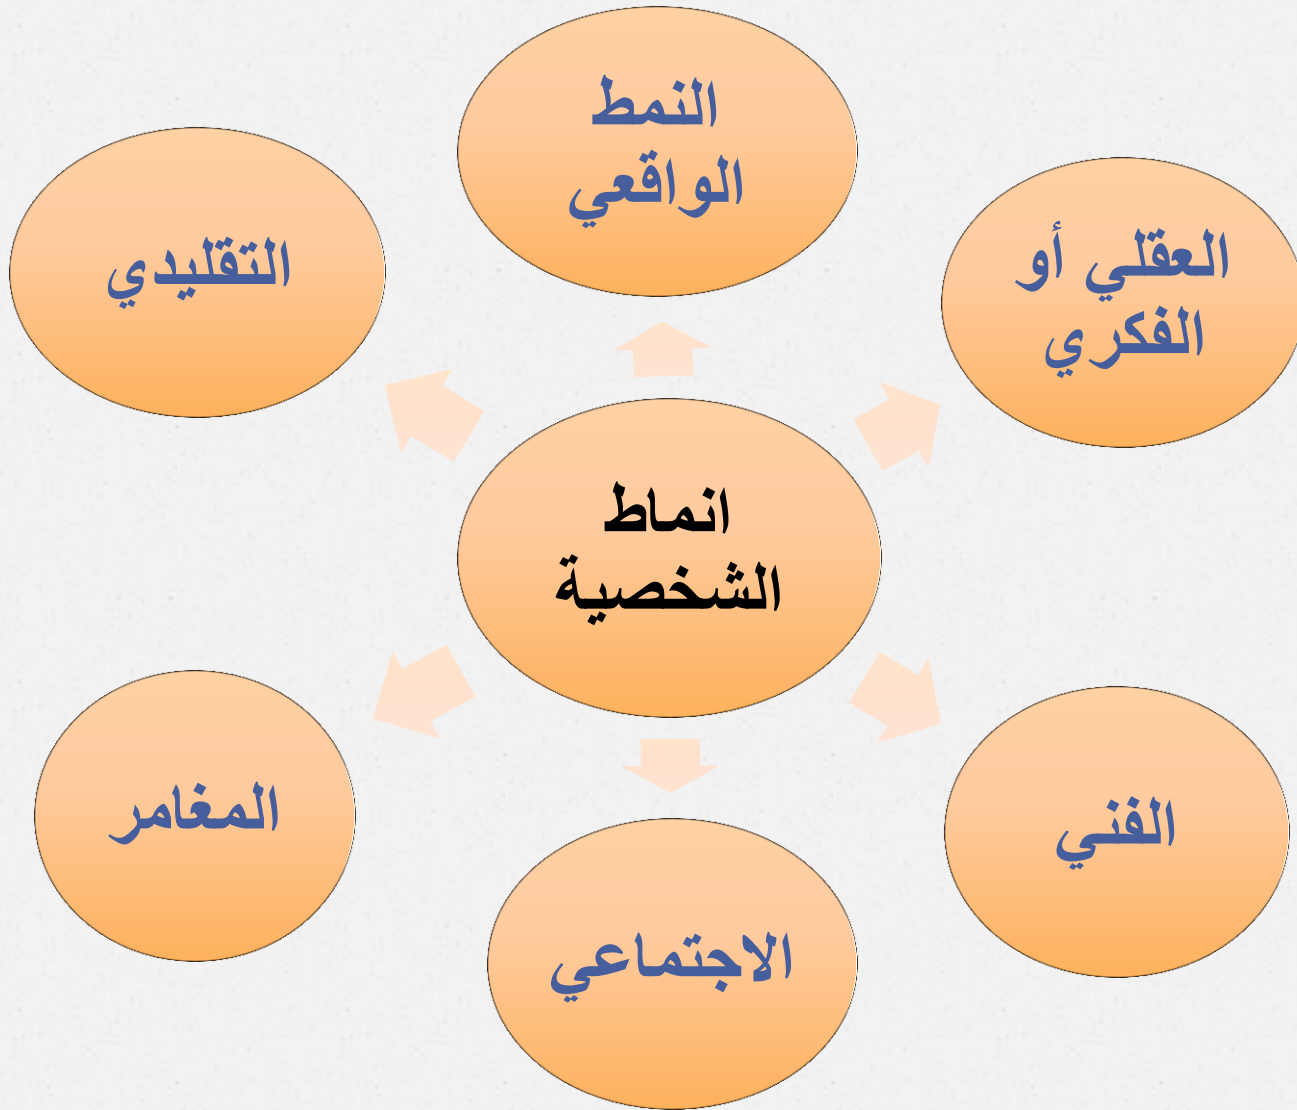 النمط
الواقعي
العقلي أو
الفكري
التقليدي
انماط
الشخصية
الفني
المغامر
الاجتماعي